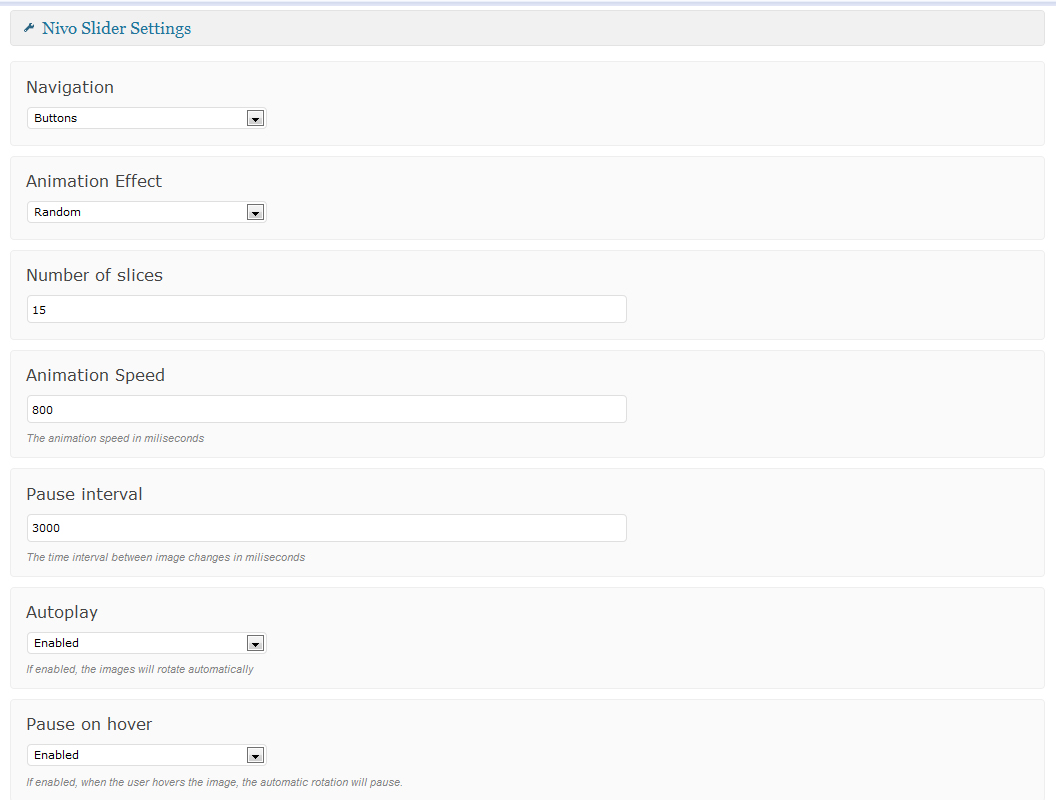 Nivo Slider Settings
Navigation
Buttons
Animation Effect
Random
Number of slices
15
Animation Speed
800
The animation speed in miliseconds
Pause interval
3000
The time interval between image changes in miliseconds
Autoplay
Enabled
If enabled, the images will rotate automatically
Pause on hover
Enabled
If enabled, when the user hovers the image, the automatic rotation will pause.